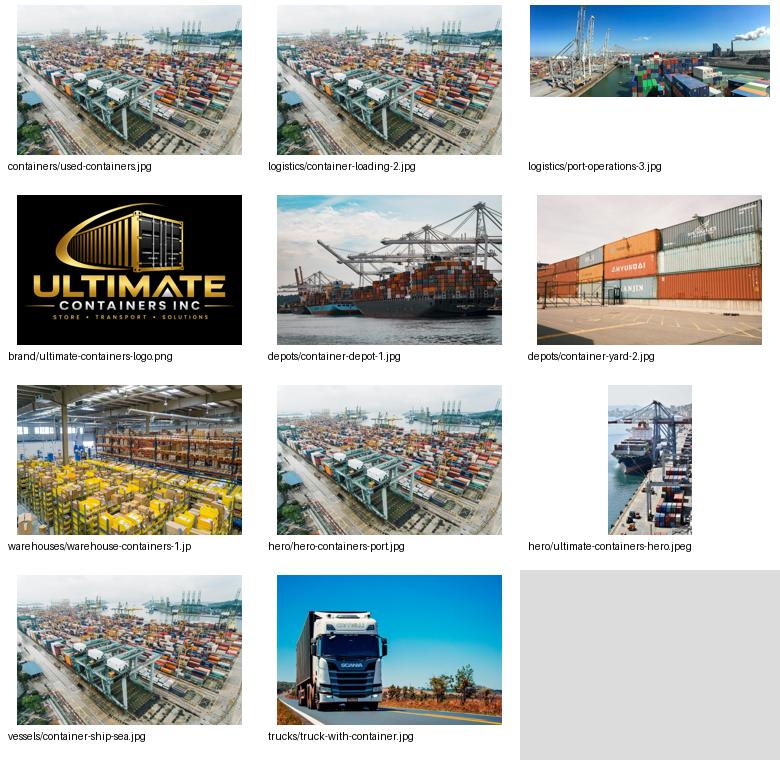 containers/used-containers.jpg
logistics/container-loading-2.jpg
logistics/port-operations-3.jpg
ULTIMATE
CONTAINERS INC
STORE • TRANSPORT • SOLUTIONS
HYUNDAI
brand/ultimate-containers-logo.png
depots/container-depot-1.jpg
depots/container-yard-2.jpg
warehouses/warehouse-containers-1.jp
hero/hero-containers-port.jpg
hero/ultimate-containers-hero.jpeg
SCANIA
vessels/container-ship-sea.jpg
trucks/truck-with-container.jpg